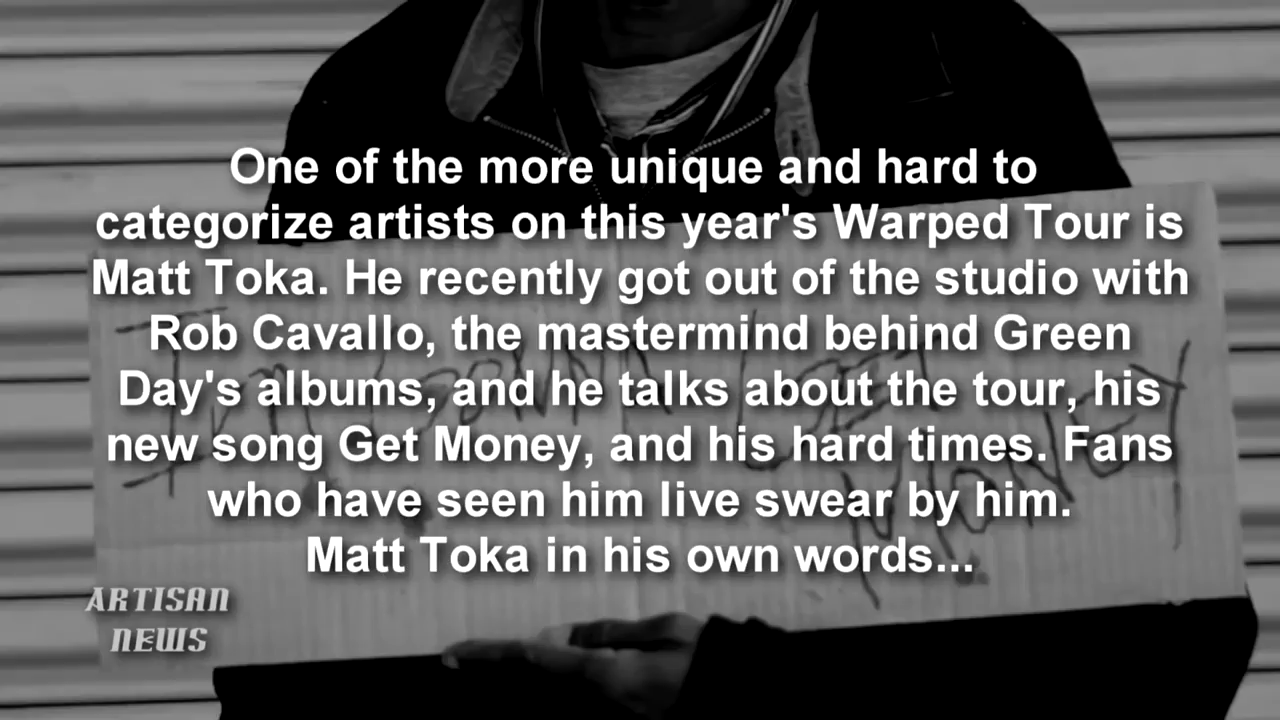 One of the more unique and hard to
categorize artists on this year's Warped Tour is
Matt Toka. He recently got out of the studio with
Rob Cavallo, the mastermind behind Green
Day's albums, and he talks about the tour, his
new song Get Money, and his hard times. Fans
who have seen him live swear by him.
Matt Toka in his own words...
I'm GONNA GET
MONEY
ARTISAN
NEWS